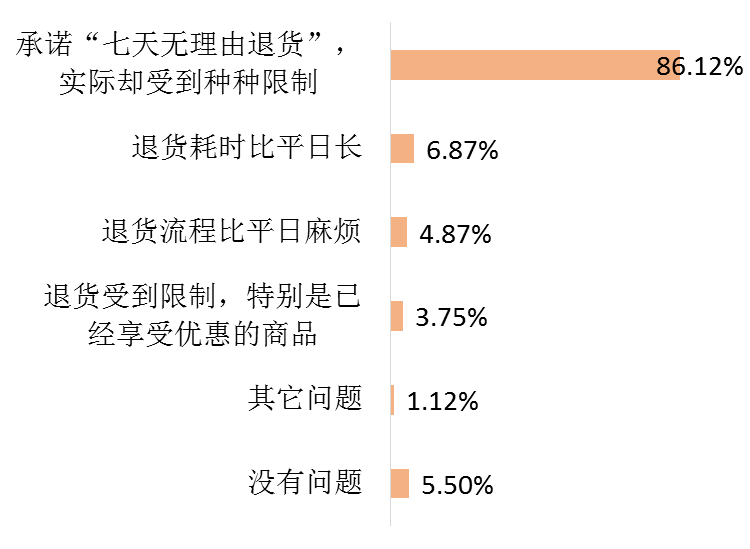 承诺“七天无理由退货”，
实际却受到种种限制
86.12%
退货耗时比平日长
6.87%
退货流程比平日麻烦
4.87%
退货受到限制，特别是已
经享受优惠的商品
3.75%
其它问题
1.12%
没有问题
5.50%